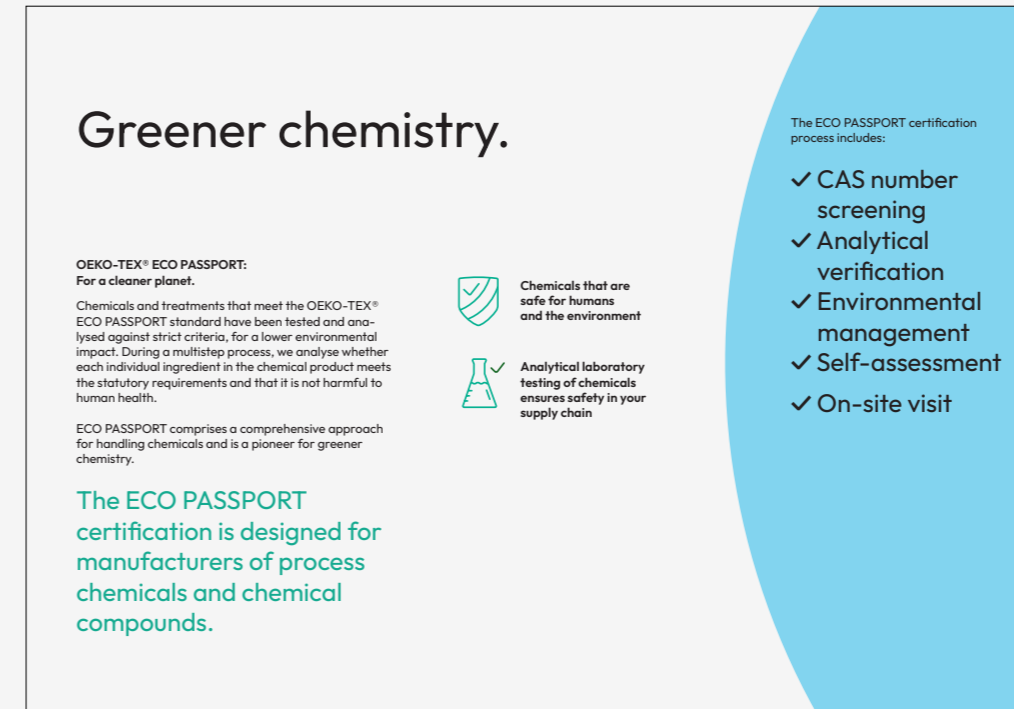 Greener chemistry.
OEKO-TEX® ECO PASSPORT:
For a cleaner planet.
Chemicals and treatments that meet the OEKO-TEX®
ECO PASSPORT standard have been tested and ana-
lysed against strict criteria, for a lower environmental
impact. During a multistep process, we analyse whether
each individual ingredient in the chemical product meets
the statutory requirements and that it is not harmful to
human health.
ECO PASSPORT comprises a comprehensive approach
for handling chemicals and is a pioneer for greener
chemistry.
The ECO PASSPORT
certification is designed for
manufacturers of process
chemicals and chemical
compounds.
Chemicals that are
safe for humans
and the environment
Analytical laboratory
testing of chemicals
ensures safety in your
supply chain
The ECO PASSPORT certification
process includes:
CAS number
screening
Analytical
verification
Environmental
management
Self-assessment
On-site visit